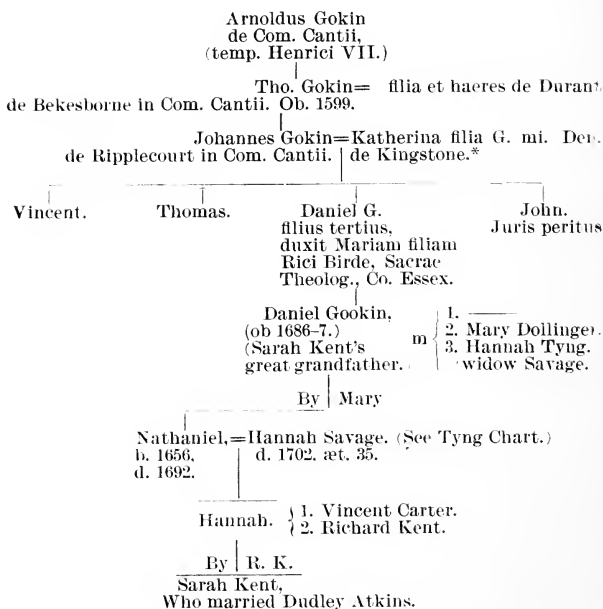 Arnoldus Gokin
de Com. Cantii,
(temp. Henrici VII.)
Tho. Gokin= filia et haeres de Durant
de Bekesborne in Com. Cantii. Ob. 1599.
Johannes Gokin=Katherina filia G. mi.
de Ripplecourt in Com. Cantii. de Kingstone.*
Vincent. Thomas. Daniel G. John.
filius tertius, Juris peritus
duxit Mariam filiam
Rici Birde, Sacrae
Theolog., Co. Essex.
Daniel Gookin, 1. ——
(ob 1686-7.) m 2. Mary Dollinger.
(Sarah Kent's 3. Hannah Tyng.
great grandfather. widow Savage.
By Mary
Nathaniel,=Hannah Savage. (See Tyng Chart.)
b. 1656, d. 1702. æt. 35.
d. 1692.
Hannah. 1. Vincent Carter.
2. Richard Kent.
By R. K.
Sarah Kent,
Who married Dudley Atkins.